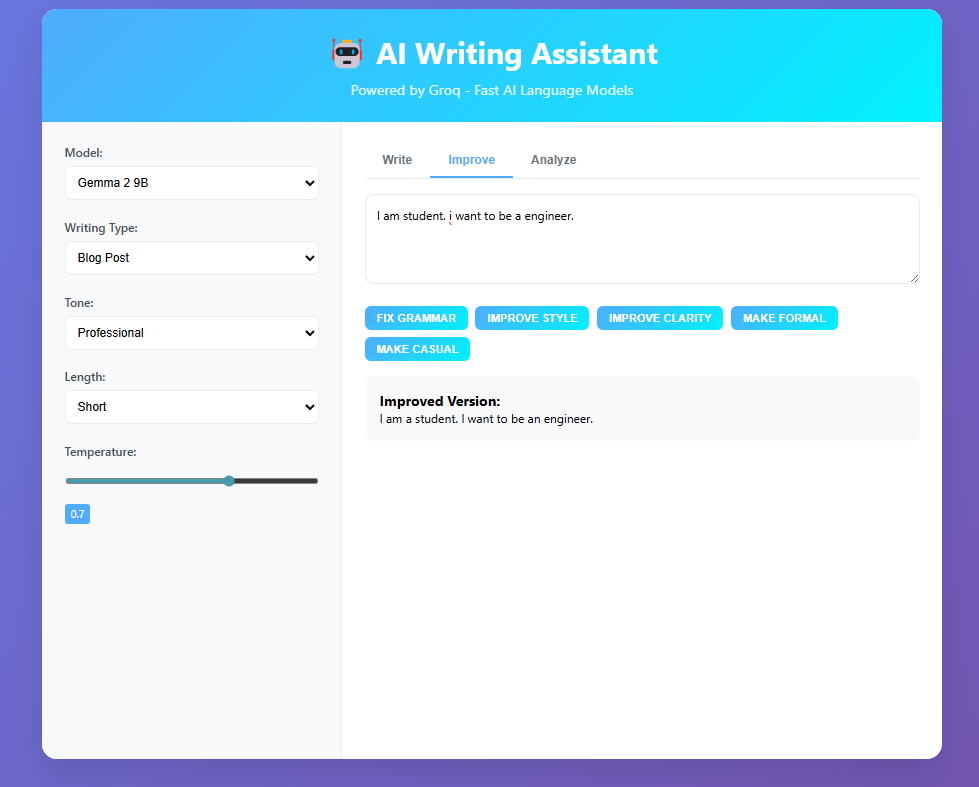 AI Writing Assistant
Powered by Groq - Fast AI Language Models
Model:
Gemma 2 9B
Writing Type:
Blog Post
Tone:
Professional
Length:
Short
Temperature:
0.7
Write Improve Analyze
I am student. i want to be a engineer.
FIX GRAMMAR IMPROVE STYLE IMPROVE CLARITY MAKE FORMAL
MAKE CASUAL
Improved Version:
I am a student. I want to be an engineer.